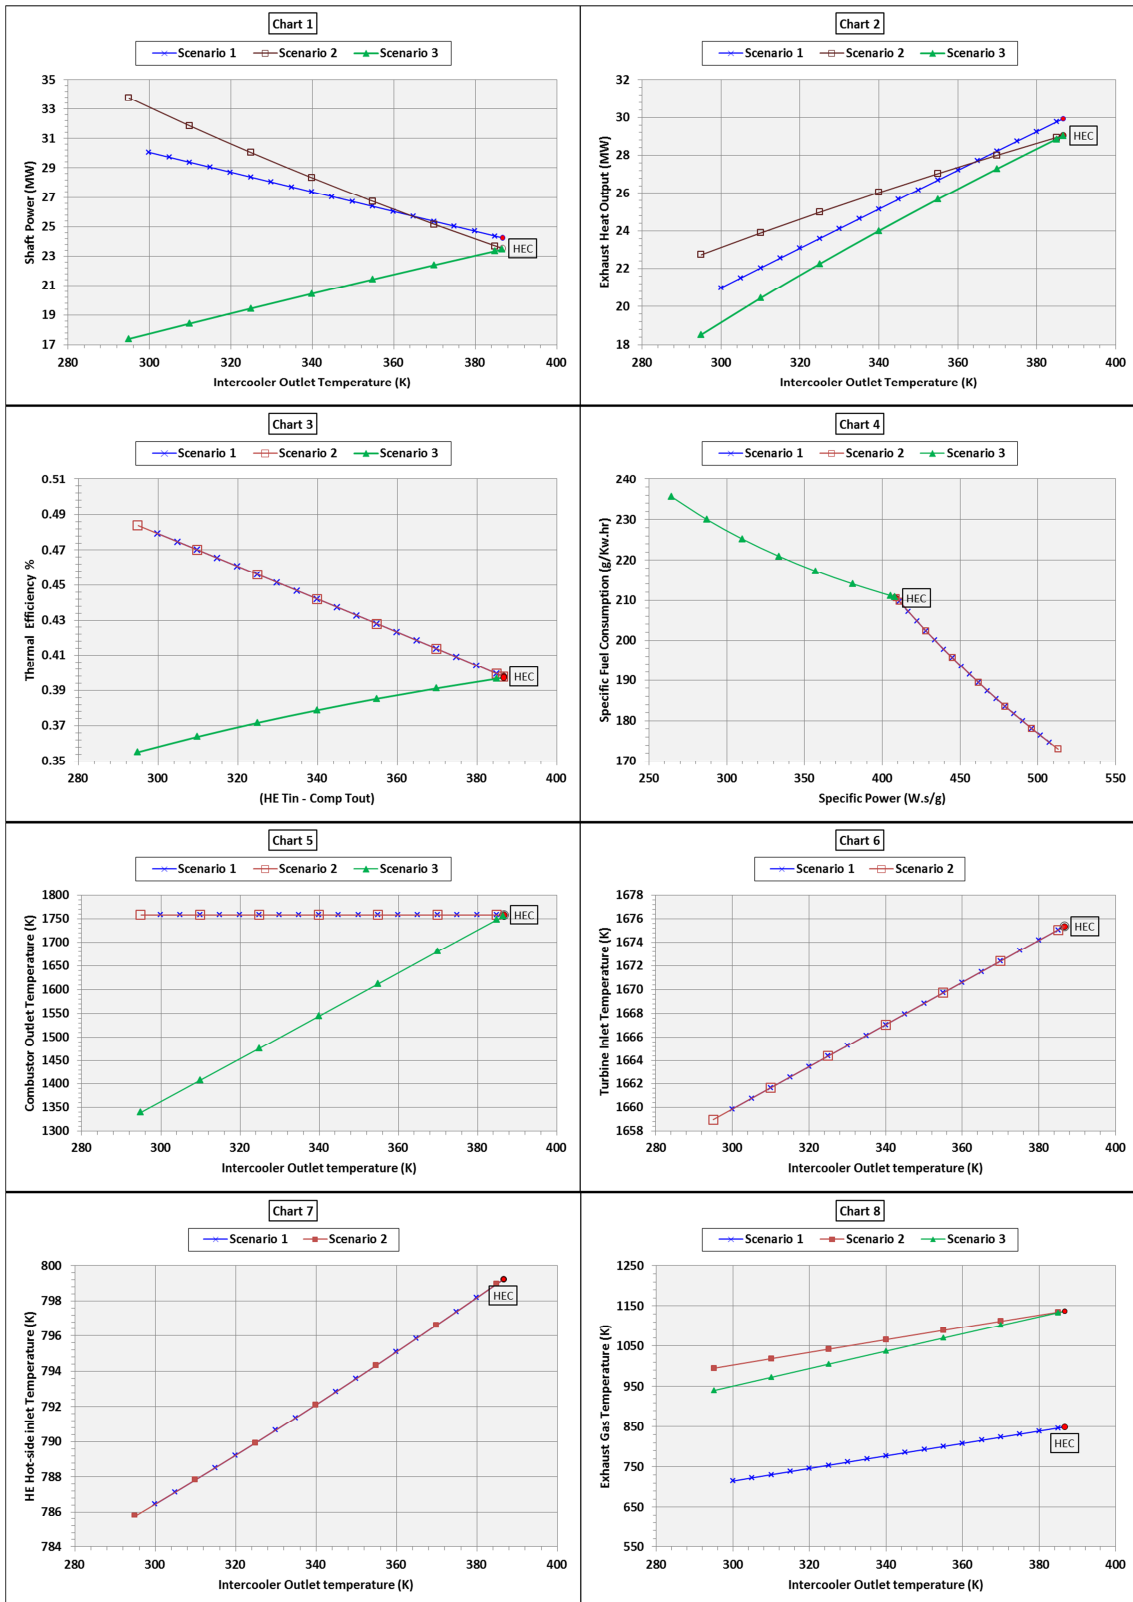 Chart 1
Scenario 1 Scenario 2 Scenario 3
Shaft Power (MW)
35
33
31
29
27
25
23
21
19
17
HEC
280 300 320 340 360 380 400
Intercooler Outlet Temperature (K)
Chart 2
Scenario 1 Scenario 2 Scenario 3
Exhaust Heat Output (MW)
32
30
28
26
24
22
20
18
HEC
280 300 320 340 360 380 400
Intercooler Outlet Temperature (K)
Chart 3
Scenario 1 Scenario 2 Scenario 3
Thermal Efficiency %
0.51
0.49
0.47
0.45
0.43
0.41
0.39
0.37
0.35
HEC
280 300 320 340 360 380 400
(HE Tin - Comp Tout)
Chart 4
Scenario 1 Scenario 2 Scenario 3
Specific Fuel Consumption (g/Kw.hr)
240
230
220
210
200
190
180
170
HEC
250 300 350 400 450 500 550
Specific Power (W.s/g)
Chart 5
Scenario 1 Scenario 2 Scenario 3
Combustor Outlet Temperature (K)
1800
1750
1700
1650
1600
1550
1500
1450
1400
1350
1300
HEC
280 300 320 340 360 380 400
Intercooler Outlet temperature (K)
Chart 6
Scenario 1 Scenario 2
Turbine Inlet Temperature (K)
1678
1676
1674
1672
1670
1668
1666
1664
1662
1660
1658
HEC
280 300 320 340 360 380 400
Intercooler Outlet temperature (K)
Chart 7
Scenario 1 Scenario 2
HE Hot-side inlet Temperature (K)
800
798
796
794
792
790
788
786
784
HEC
280 300 320 340 360 380 400
Intercooler Outlet temperature (K)
Chart 8
Scenario 1 Scenario 2 Scenario 3
Exhaust Gas Temperature (K)
1250
1150
1050
950
850
750
650
550
HEC
280 300 320 340 360 380 400
Intercooler Outlet temperature (K)